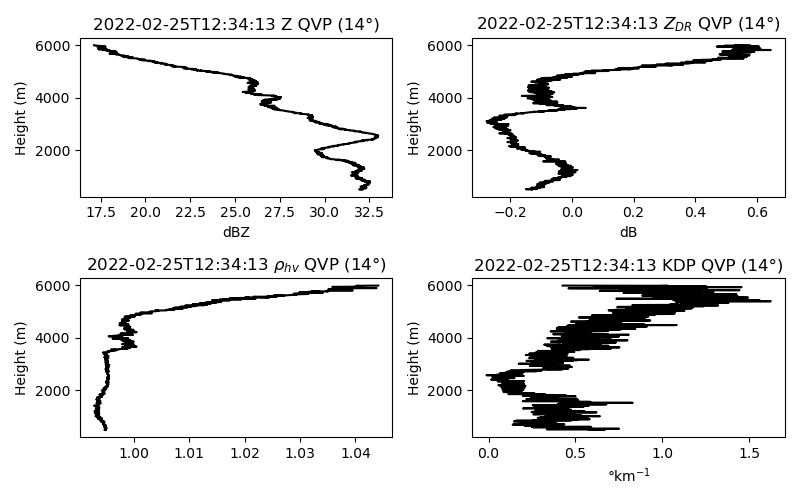 2022-02-25T12:34:13 Z QVP (14°)
Height (m)
6000
4000
2000
17.5 20.0 22.5 25.0 27.5 30.0 32.5
dBZ
2022-02-25T12:34:13 Z_DR QVP (14°)
Height (m)
6000
4000
2000
−0.2 0.0 0.2 0.4 0.6
dB
2022-02-25T12:34:13 ρ_hv QVP (14°)
Height (m)
6000
4000
2000
1.00 1.01 1.02 1.03 1.04
2022-02-25T12:34:13 KDP QVP (14°)
Height (m)
6000
4000
2000
0.0 0.5 1.0 1.5
°km⁻¹